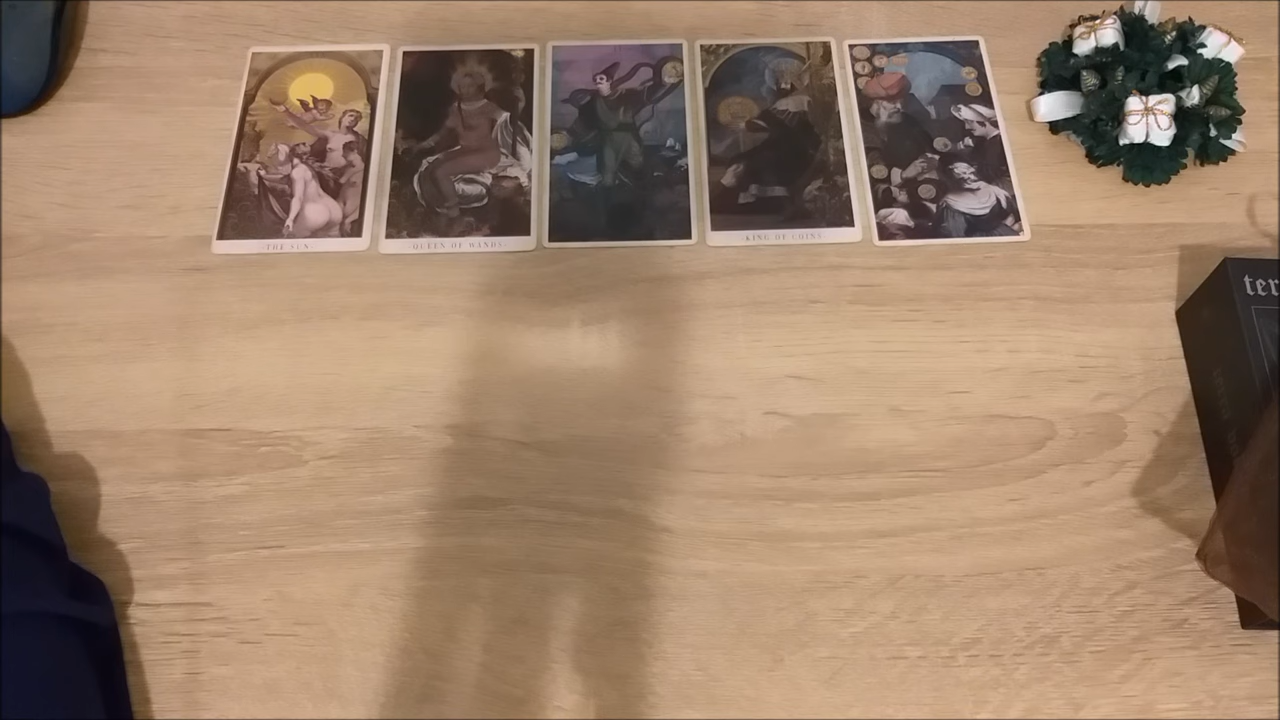 ·THE SUN·
·QUEEN OF WANDS·
·KING OF COINS·
ter